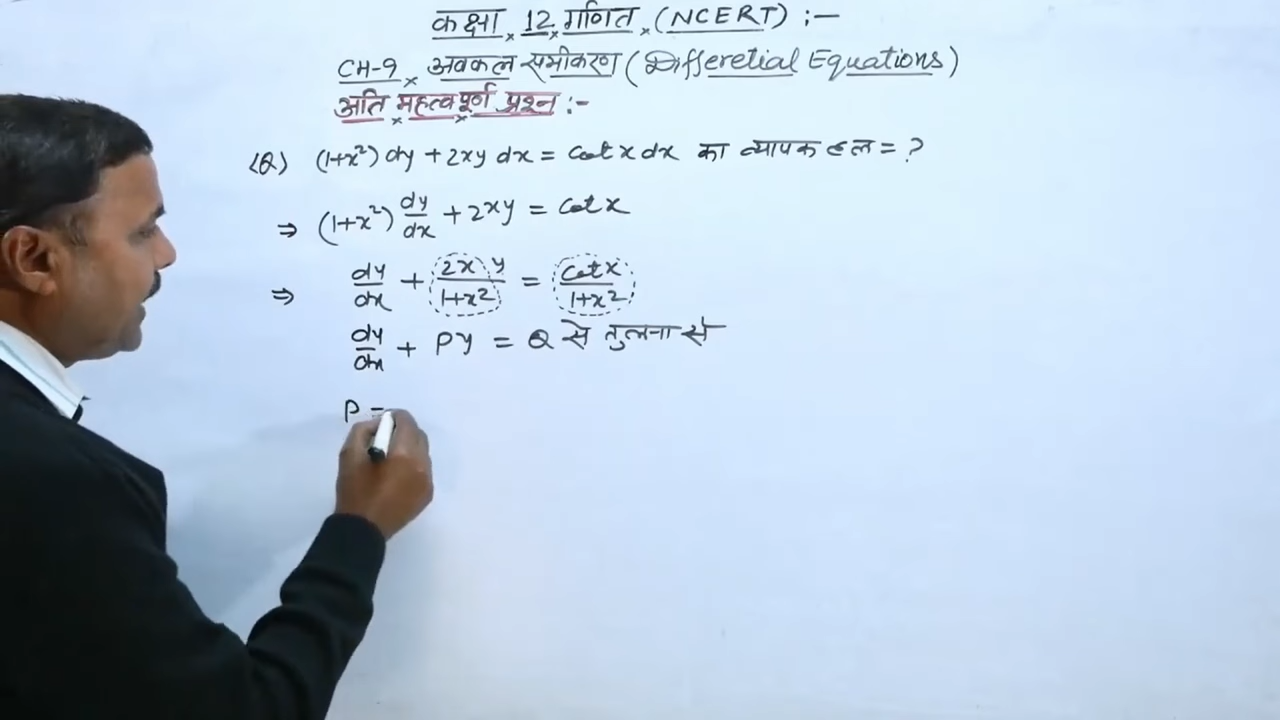 कक्षा × 12 × गणित × (NCERT) :-
CH-9 × अवकल समीकरण (Differetial Equations)
अति × महत्व × पूर्ण प्रश्न :-
(Q) (1+x²) dy + 2xy dx = cot x dx का व्यापक हल = ?
⇒ (1+x²) dy/dx + 2xy = cot x
⇒ dy/dx + 2x y/1+x² = cot x/1+x²
dy/dx + Py = Q से तुलना से
P =